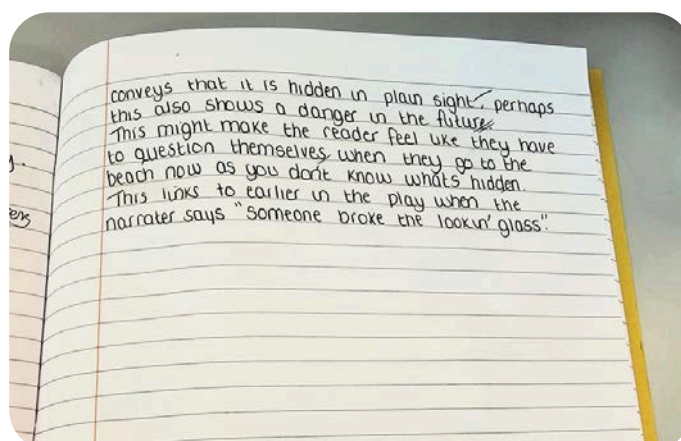 conveys that it is hidden in plain sight, perhaps
this also shows a danger in the future.
This might make the reader feel like they have
to question themselves when they go to the
beach now as you don't know whats hidden.
This links to earlier in the play when the
narrater says "Someone broke the lookin' glass".